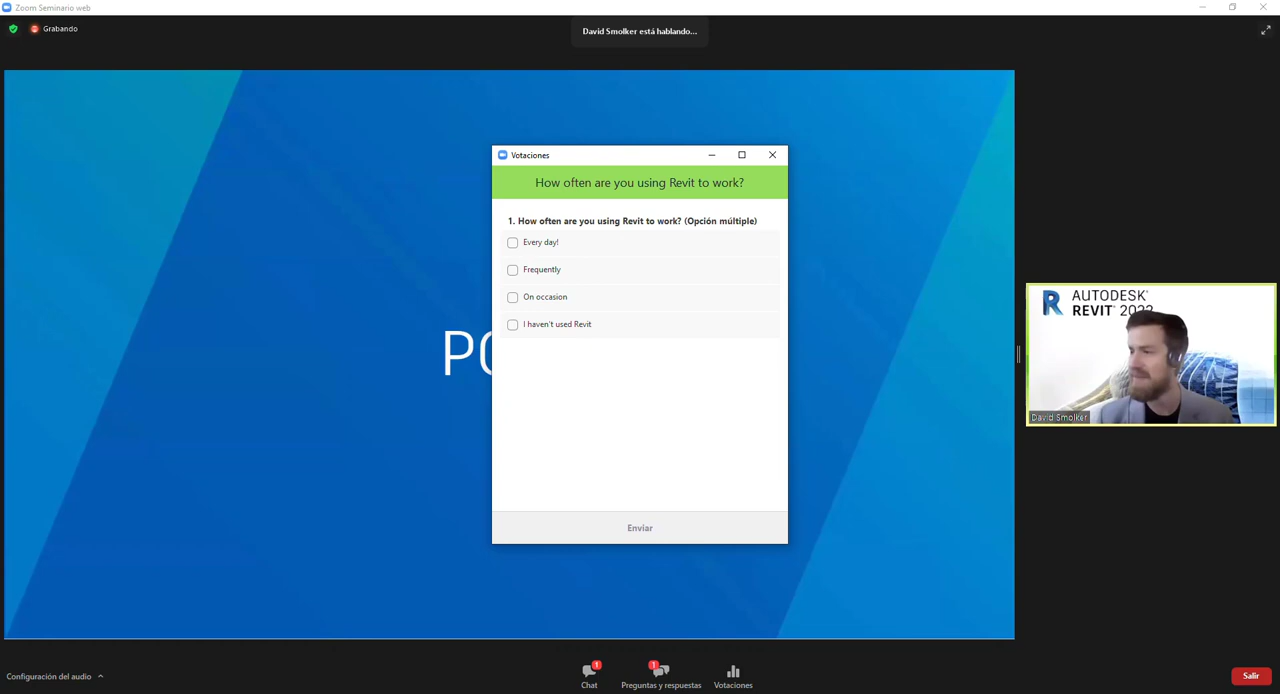 Zoom Seminario web
Grabando
David Smolker está hablando...
Votaciones
How often are you using Revit to work?
1. How often are you using Revit to work? (Opción múltiple)
Every day!
Frequently
On occasion
I haven't used Revit
Enviar
AUTODESK
REVIT
David Smolker
Configuración del audio
1
Chat
1
Preguntas y respuestas
Votaciones
Salir